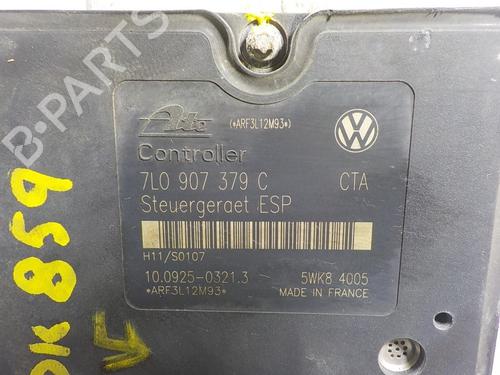 B-PARTS
Ate (*ARF3L12M93*)
Controller
7L0 907 379 C CTA
Steuergeraet ESP
H11/S0107
10.0925-0321.3 5WK8 4005
*ARF3L12M93* MADE IN FRANCE
OK 859